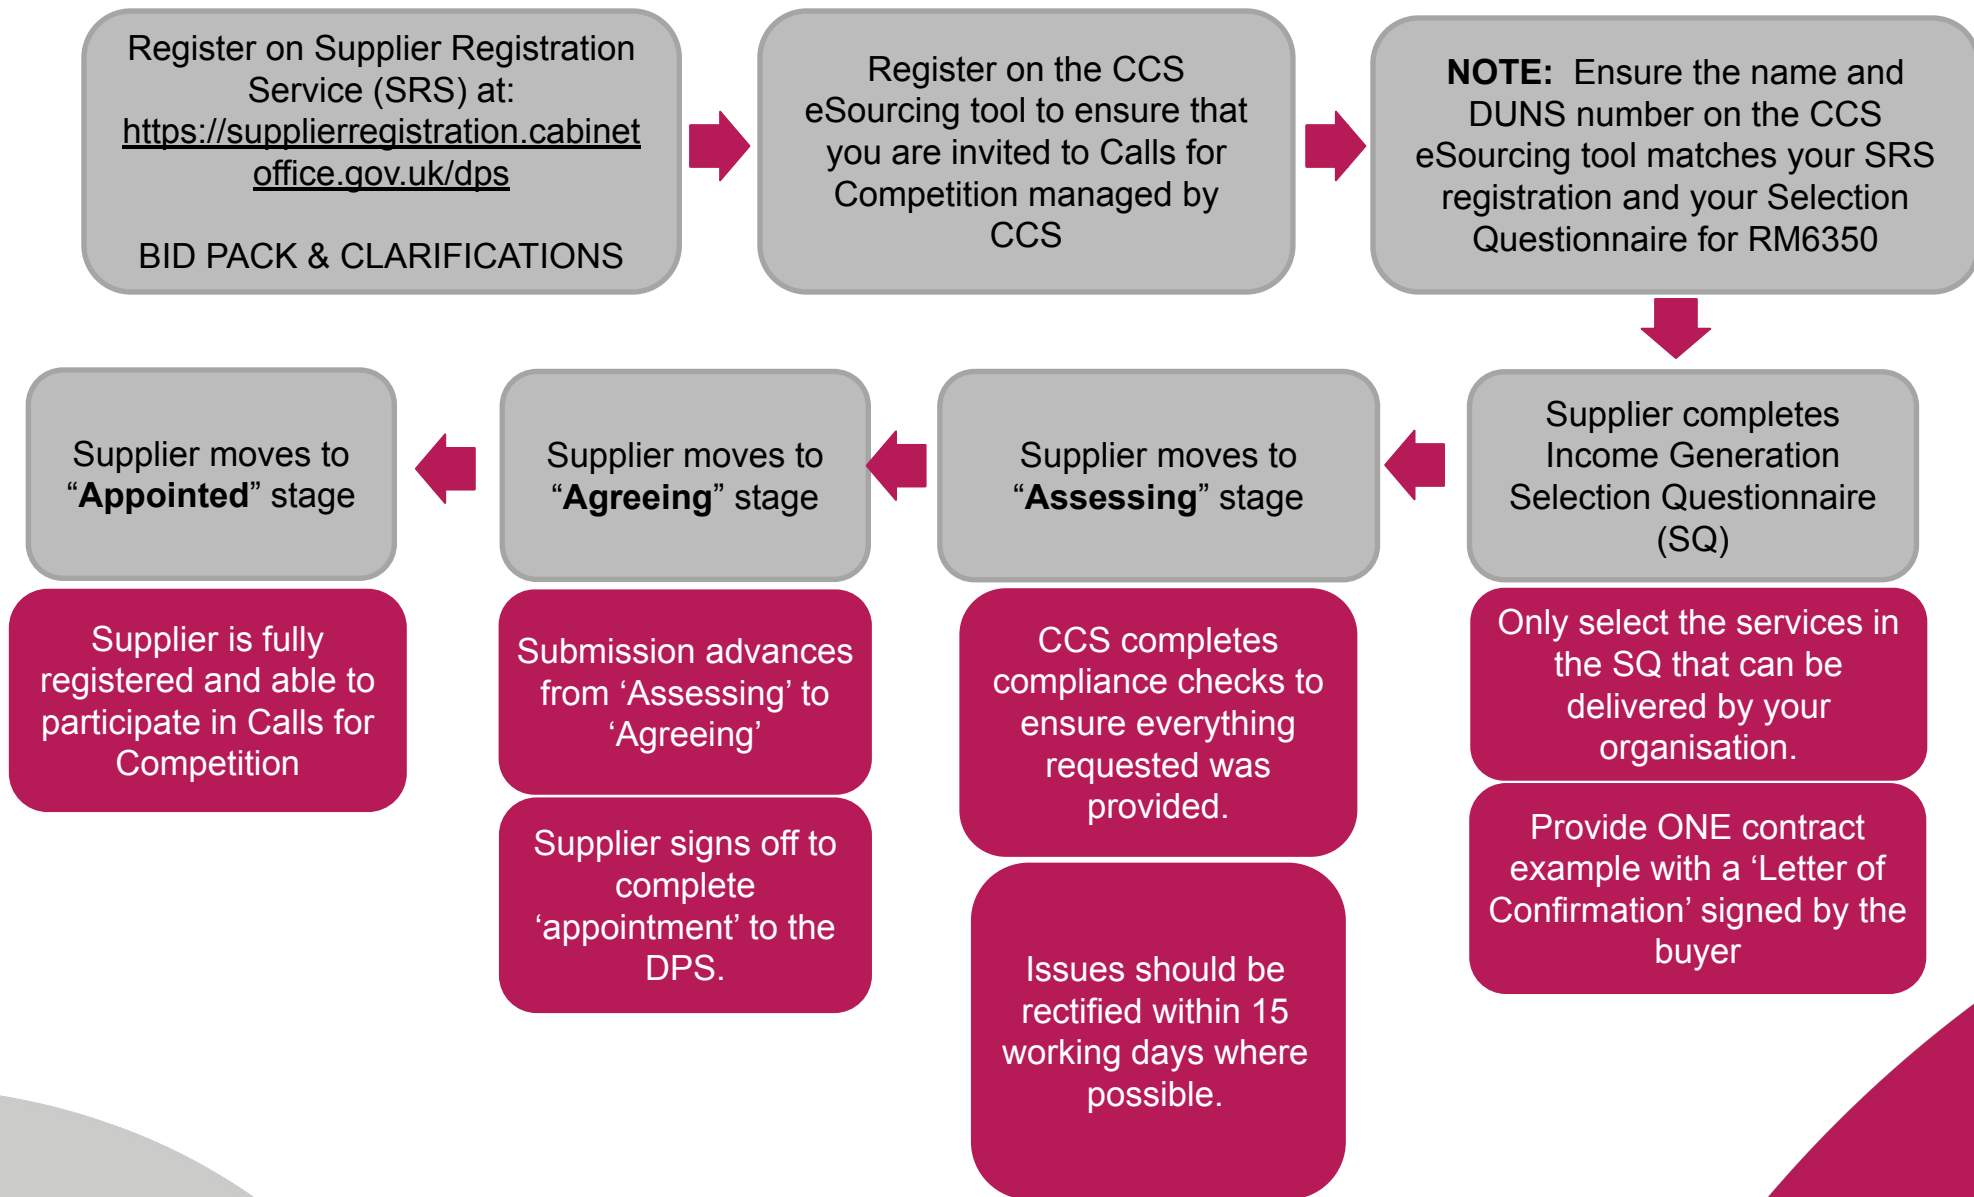 Register on Supplier Registration
Service (SRS) at:
https://supplierregistration.cabinet
office.gov.uk/dps
BID PACK & CLARIFICATIONS
Register on the CCS
eSourcing tool to ensure that
you are invited to Calls for
Competition managed by
CCS
NOTE: Ensure the name and
DUNS number on the CCS
eSourcing tool matches your SRS
registration and your Selection
Questionnaire for RM6350
Supplier completes
Income Generation
Selection Questionnaire
(SQ)
Only select the services in
the SQ that can be
delivered by your
organisation.
Provide ONE contract
example with a ‘Letter of
Confirmation’ signed by the
buyer
Supplier moves to
“Assessing” stage
CCS completes
compliance checks to
ensure everything
requested was
provided.
Issues should be
rectified within 15
working days where
possible.
Supplier moves to
“Agreeing” stage
Submission advances
from ‘Assessing’ to
‘Agreeing’
Supplier signs off to
complete
‘appointment’ to the
DPS.
Supplier moves to
“Appointed” stage
Supplier is fully
registered and able to
participate in Calls for
Competition